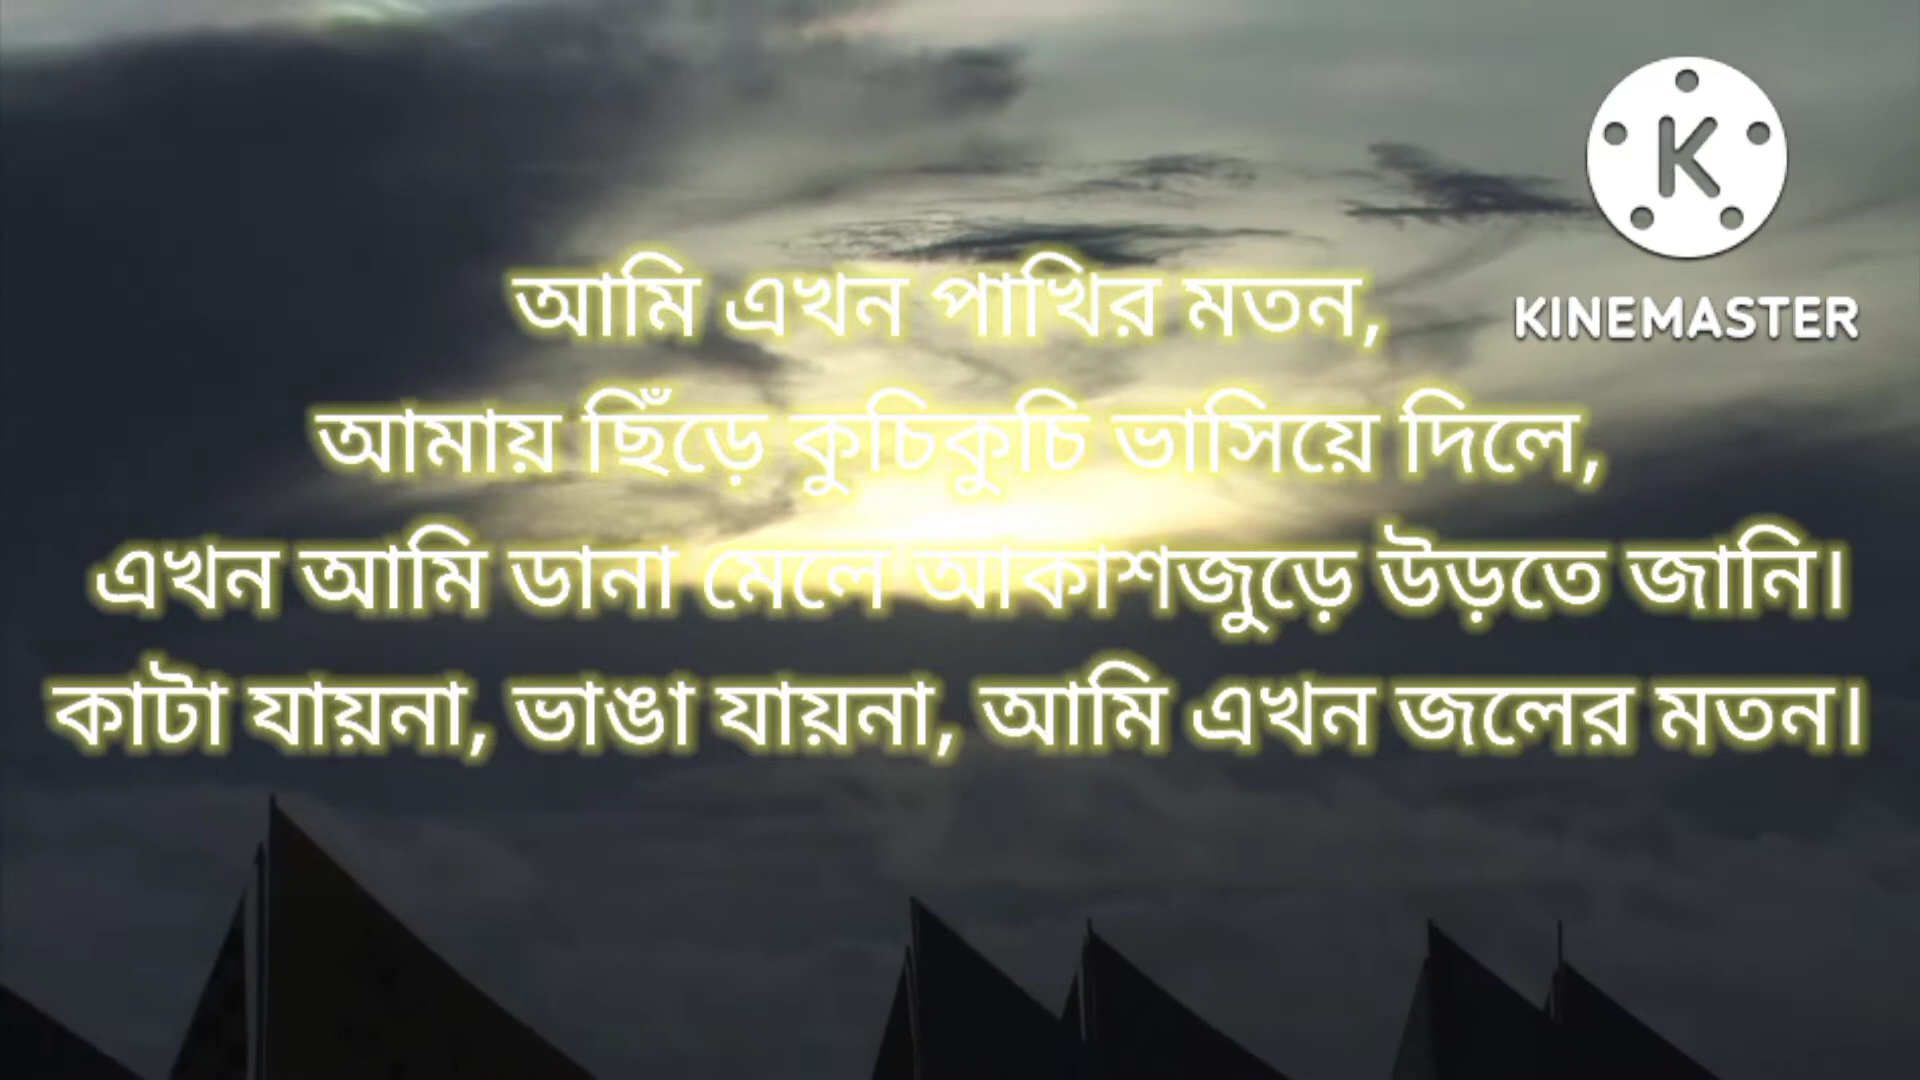 KINEMASTER
আমি এখন পাখির মতন,
আমায় ছিঁড়ে কুচিকুচি ভাসিয়ে দিলে,
এখন আমি ডানা মেলে আকাশজুড়ে উড়তে জানি।
কাটা যায়না, ভাঙা যায়না, আমি এখন জলের মতন।